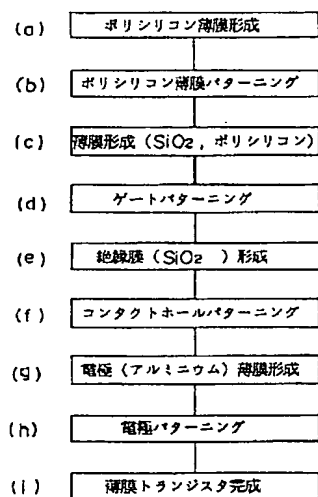 (a) ポリシリコン薄膜形成
(b) ポリシリコン薄膜パターニング
(c) 薄膜形成(SiO2,ポリシリコン)
(d) ゲートパターニング
(e) 絶縁膜(SiO2 )形成
(f) コンタクトホールパターニング
(g) 電極(アルミニウム)薄膜形成
(h) 電極パターニング
(i) 薄膜トランジスタ完成